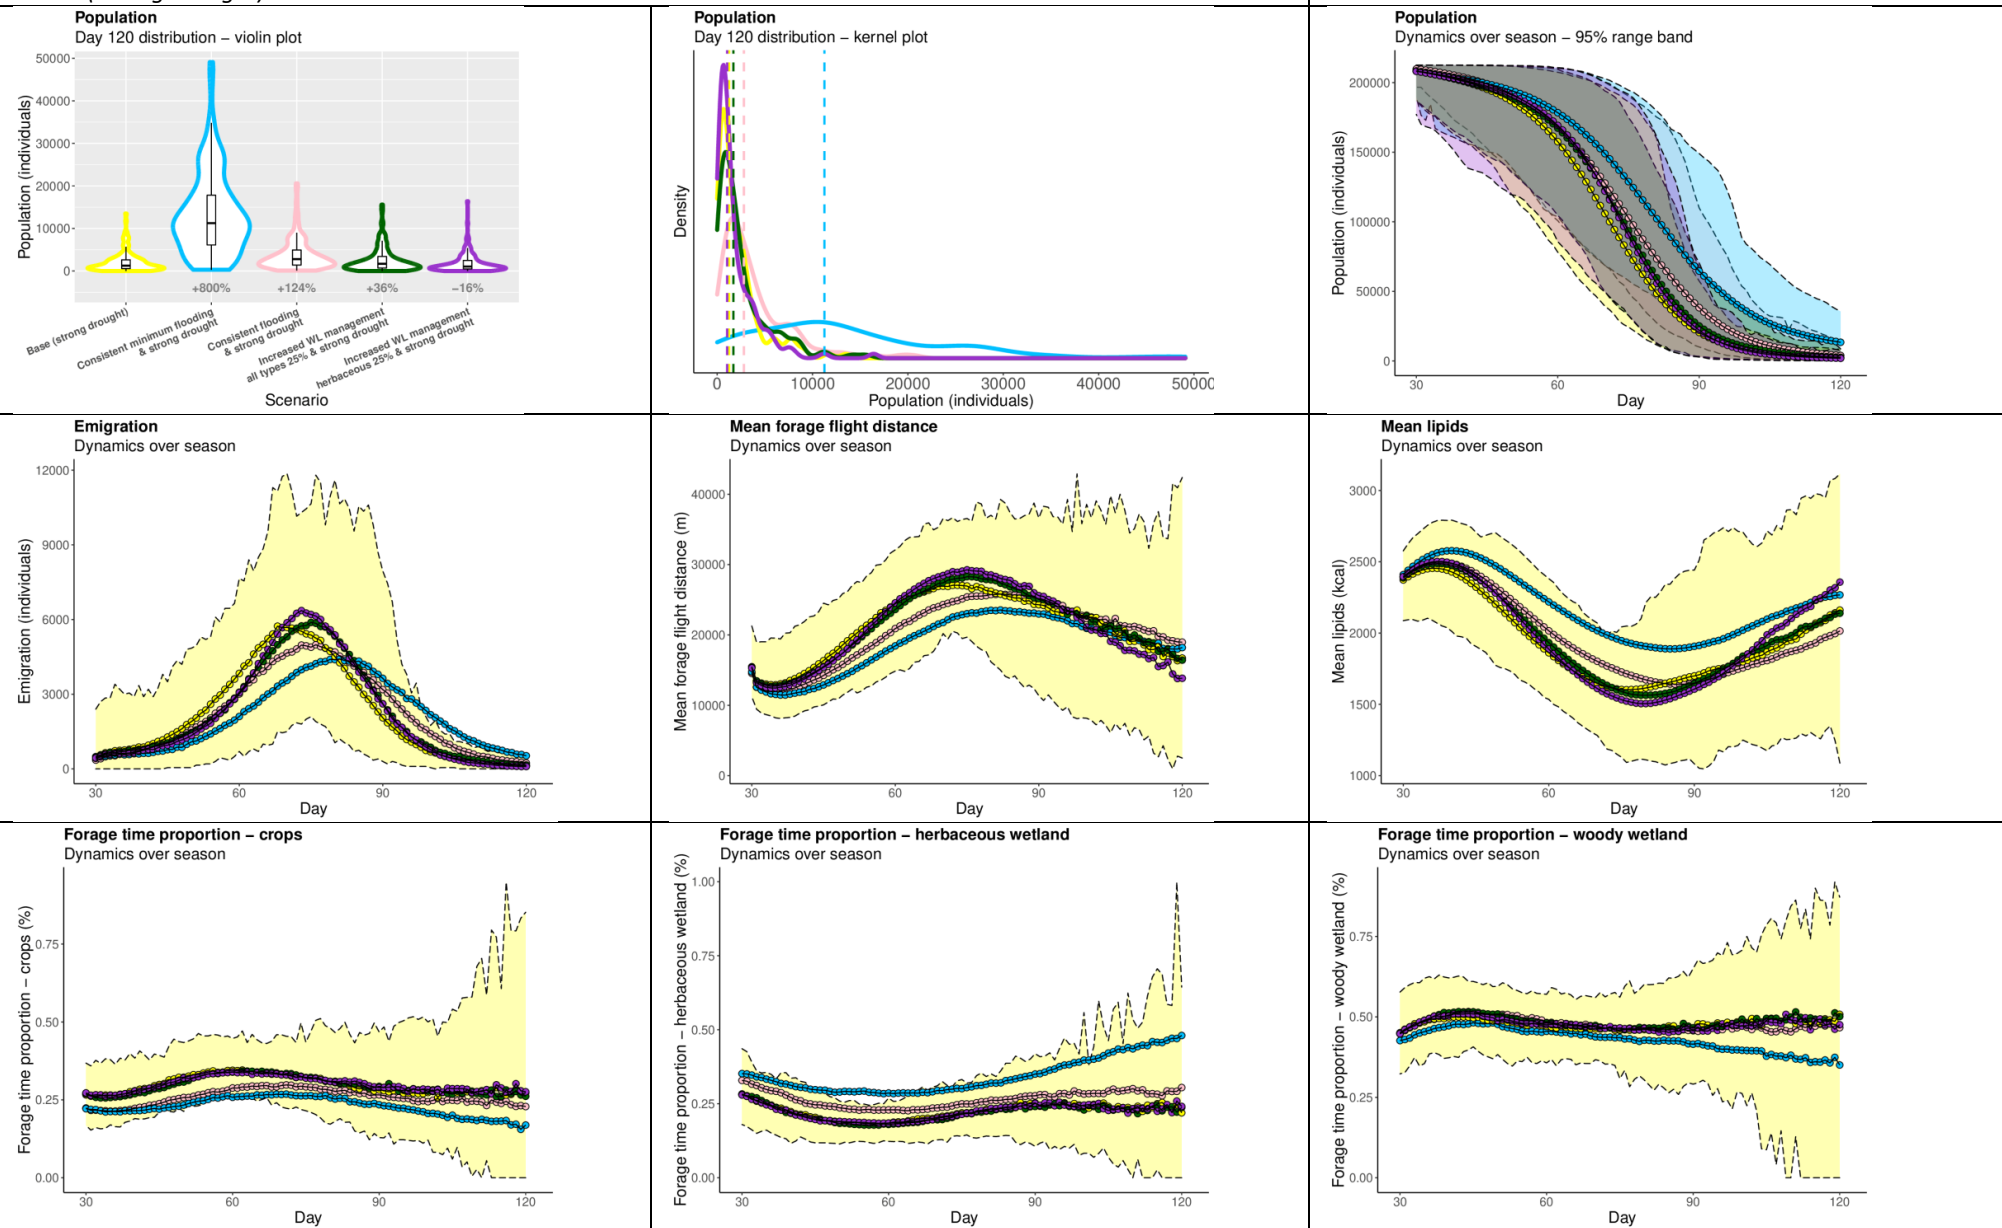 Population
Day 120 distribution − violin plot
50000
40000
30000
20000
10000
0
Population (individuals)
+800%
+124%
+36%
−16%
Base (strong drought)
Consistent minimum flooding
& strong drought
Consistent flooding
& strong drought
Increased WL management
all types 25% & strong drought
Increased WL management
herbaceous 25% & strong drought
Scenario
Population
Day 120 distribution − kernel plot
Density
0
10000
20000
30000
40000
50000
Population (individuals)
Population
Dynamics over season − 95% range band
200000
150000
100000
50000
0
Population (individuals)
30
60
90
120
Day
Emigration
Dynamics over season
12000
9000
6000
3000
0
Emigration (individuals)
30
60
90
120
Day
Mean forage flight distance
Dynamics over season
40000
30000
20000
10000
0
Mean forage flight distance (m)
30
60
90
120
Day
Mean lipids
Dynamics over season
3000
2500
2000
1500
1000
Mean lipids (kcal)
30
60
90
120
Day
Forage time proportion − crops
Dynamics over season
0.75
0.50
0.25
0.00
Forage time proportion − crops (%)
30
60
90
120
Day
Forage time proportion − herbaceous wetland
Dynamics over season
1.00
0.75
0.50
0.25
0.00
Forage time proportion − herbaceous wetland (%)
30
60
90
120
Day
Forage time proportion − woody wetland
Dynamics over season
0.75
0.50
0.25
0.00
Forage time proportion − woody wetland (%)
30
60
90
120
Day